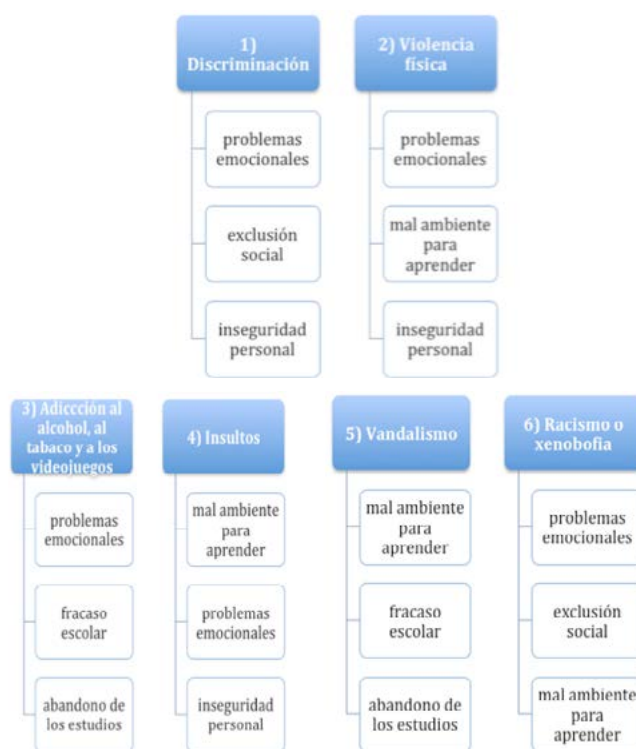 1)
Discriminación
problemas
emocionales
exclusión
social
inseguridad
personal
2) Violencia
física
problemas
emocionales
mal ambiente
para
aprender
inseguridad
personal
3) Adiccción al
alcohol, al
tabaco y a los
videojuegos
problemas
emocionales
fracaso
escolar
abandono de
los estudios
4) Insultos
mal ambiente
para
aprender
problemas
emocionales
inseguridad
personal
5) Vandalismo
mal ambiente
para
aprender
fracaso
escolar
abandono de
los estudios
6) Racismo o
xenobofia
problemas
emocionales
exclusión
social
mal ambiente
para
aprender